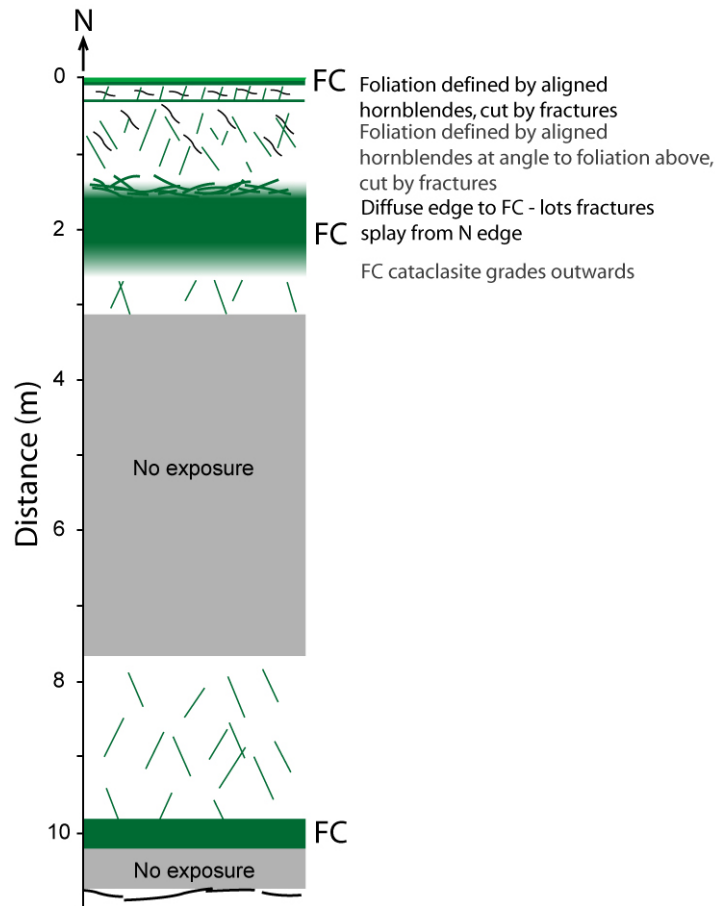 N
0
FC
Foliation defined by aligned
hornblendes, cut by fractures
Foliation defined by aligned
hornblendes at angle to foliation above,
cut by fractures
Diffuse edge to FC - lots fractures
splay from N edge
2
FC
FC cataclasite grades outwards
4
No exposure
Distance (m)
6
8
10
FC
No exposure